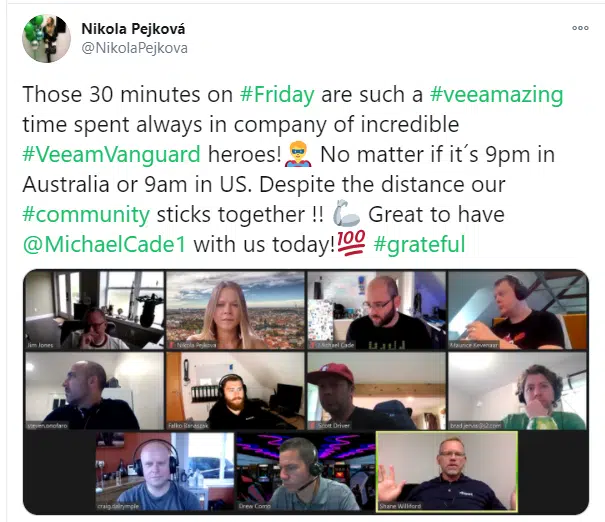 Nikola Pejková
@NikolaPejkova
Those 30 minutes on #Friday are such a #veeamazing
time spent always in company of incredible
#VeeamVanguard heroes! No matter if it´s 9pm in
Australia or 9am in US. Despite the distance our
#community sticks together !! Great to have
@MichaelCade1 with us today!💯 #grateful
Jim Jones
Nikola Pejkova
Michael Cade
Maurice Kevenaar
steven.onofaro
Falko Banaszak
Scott Driver
craig.dalrymple
Drew Como
Shane Williford